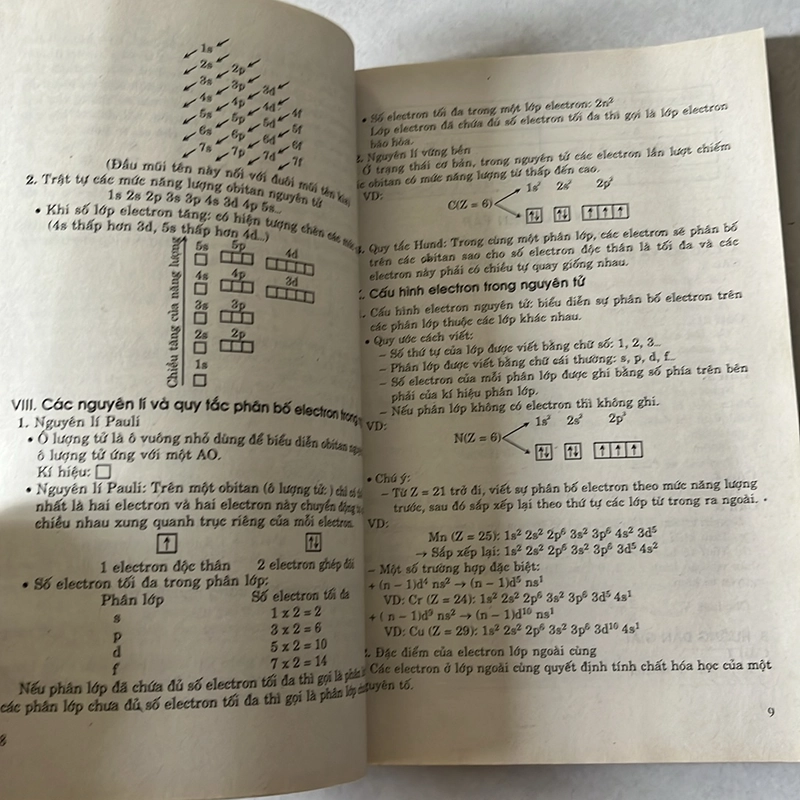 1s
2s 2p
3s 3p 3d
4s 4p 4d 4f
5s 5p 5d 5f
6s 6p 6d 6f
7s 7p 7d 7f
(Đầu mũi tên này nối với đuôi mũi tên kia)
2. Trật tự các mức năng lượng obitan nguyên tử
1s 2s 2p 3s 3p 4s 3d 4p 5s...
• Khi số lớp electron tăng: có hiện tượng chèn các mức
(4s thấp hơn 3d, 5s thấp hơn 4d...)
Chiều tăng của năng lượng
5s 5p 4d
4s 4p 3d
3s 3p
2s 2p
1s
VIII. Các nguyên lí và quy tắc phân bố electron trong
1. Nguyên lí Pauli
• Ô lượng tử là ô vuông nhỏ dùng để biểu diễn obitan
ô lượng tử ứng với một AO.
Kí hiệu: □
• Nguyên lí Pauli: Trên một obitan (ô lượng tử: ) chỉ có
nhất là hai electron và hai electron này chuyển động
chiều nhau xung quanh trục riêng của mỗi electron.
↑ ↑↓
1 electron độc thân 2 electron ghép đôi
• Số electron tối đa trong phân lớp:
Phân lớp Số electron tối đa
s 1 x 2 = 2
p 3 x 2 = 6
d 5 x 2 = 10
f 7 x 2 = 14
Nếu phân lớp đã chứa đủ số electron tối đa thì gọi là phân
các phân lớp chưa đủ số electron tối đa thì gọi là phân lớp
8
• Số electron tối đa trong một lớp electron: 2n²
Lớp electron đã chứa đủ số electron tối đa thì gọi là lớp electron
bão hòa.
Nguyên lí vững bền
Ở trạng thái cơ bản, trong nguyên tử các electron lần lượt chiếm
obitan có mức năng lượng từ thấp đến cao.
VD:
1s² 2s² 2p²
C(Z = 6)
↑↓ ↑↓ ↑ ↑ ↑
Quy tắc Hund: Trong cùng một phân lớp, các electron sẽ phân bố
trên các obitan sao cho số electron độc thân là tối đa và các
electron này phải có chiều tự quay giống nhau.
Cấu hình electron trong nguyên tử
Cấu hình electron nguyên tử: biểu diễn sự phân bố electron trên
các phân lớp thuộc các lớp khác nhau.
• Quy ước cách viết:
– Số thứ tự của lớp được viết bằng chữ số: 1, 2, 3...
– Phân lớp được viết bằng chữ cái thường: s, p, d, f...
– Số electron của mỗi phân lớp được ghi bằng số phía trên bên
phải của kí hiệu phân lớp.
– Nếu phân lớp không có electron thì không ghi.
VD:
1s² 2s² 2p³
N(Z = 6)
↑↓ ↑↓ ↑ ↑ ↑
• Chú ý:
– Từ Z = 21 trở đi, viết sự phân bố electron theo mức năng lượng
trước, sau đó sắp xếp lại theo thứ tự các lớp từ trong ra ngoài.
VD:
Mn (Z = 25): 1s² 2s² 2p⁶ 3s² 3p⁶ 4s² 3d⁵
→ Sắp xếp lại: 1s² 2s² 2p⁶ 3s² 3p⁶ 3d⁵ 4s²
– Một số trường hợp đặc biệt:
+ (n – 1)d⁴ ns² → (n – 1)d⁵ ns¹
VD: Cr (Z = 24): 1s² 2s² 2p⁶ 3s² 3p⁶ 3d⁵ 4s¹
+ ( n – 1)d⁹ ns² → (n – 1)d¹⁰ ns¹
VD: Cu (Z = 29): 1s² 2s² 2p⁶ 3s² 3p⁶ 3d¹⁰ 4s¹
Đặc điểm của electron lớp ngoài cùng
Các electron ở lớp ngoài cùng quyết định tính chất hóa học của một
nguyên tố.
9